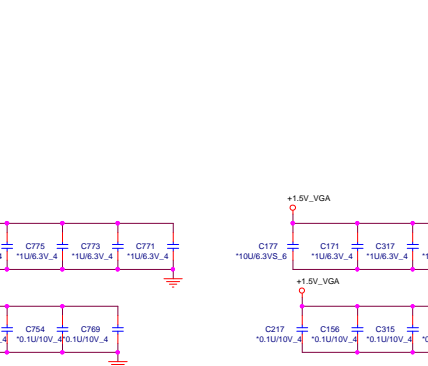 +1.5V_VGA
C775 C773 C771 C177 C171 C317
*1U/6.3V_4 *1U/6.3V_4 *1U/6.3V_4 *10U/6.3VS_6 *1U/6.3V_4 *1U/6.3V_4
+1.5V_VGA
C754 C769 C217 C156 C315
*0.1U/10V_4 *0.1U/10V_4 *0.1U/10V_4 *0.1U/10V_4 *0.1U/10V_4